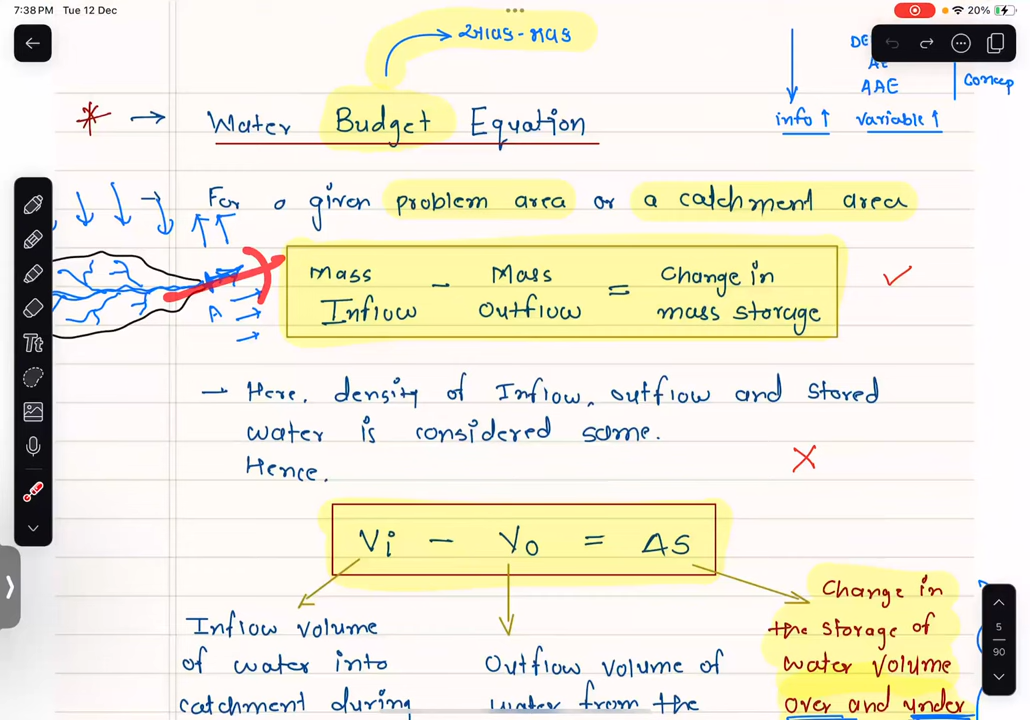 7:38 PM Tue 12 Dec
20%
info ↑ variable ↑
AAE
Concep
* → Water Budget Equation
For a given problem area or a catchment area
Mass Inflow - Mass Outflow = Change in mass storage
A
- Here, density of Inflow, outflow and stored
water is considered same.
Hence,
Vi - Vo = ΔS
Inflow volume
of water into
catchment during
Outflow volume of
water from the
Change in
the storage of
water volume
over and under
Tt
5
90